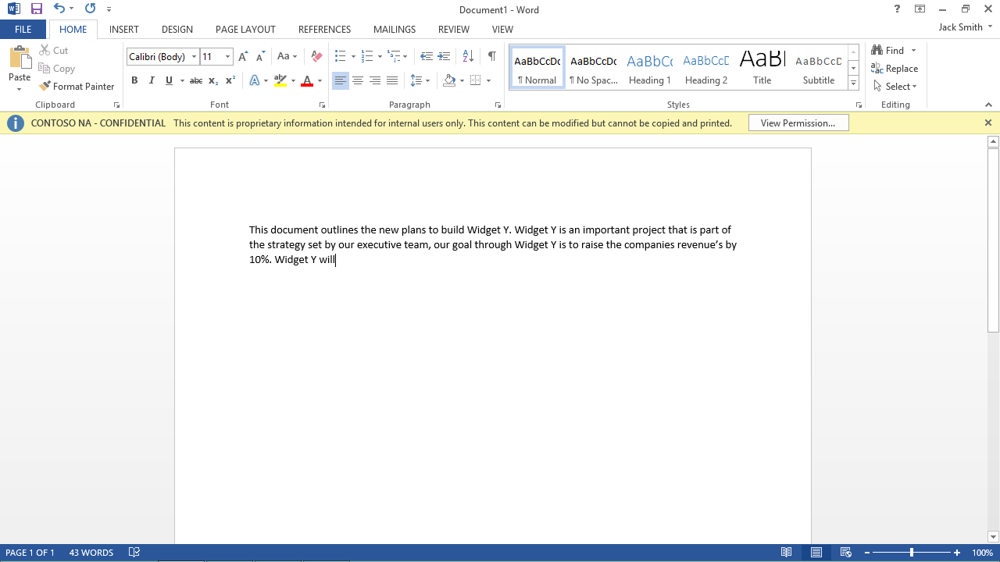 Document1 - Word
FILE HOME INSERT DESIGN PAGE LAYOUT REFERENCES MAILINGS REVIEW VIEW Jack Smith
Paste
Cut
Copy
Format Painter
Clipboard
Calibri (Body) 11
Font
Paragraph
AaBbCcDc AaBbCcDc AaBbCc AaBbCcD AaB AaBbCcD
¶ Normal ¶ No Spac... Heading 1 Heading 2 Title Subtitle
Styles
Find
Replace
Select
Editing
CONTOSO NA - CONFIDENTIAL This content is proprietary information intended for internal users only. This content can be modified but cannot be copied and printed. View Permission...
This document outlines the new plans to build Widget Y. Widget Y is an important project that is part of
the strategy set by our executive team, our goal through Widget Y is to raise the companies revenue’s by
10%. Widget Y will
PAGE 1 OF 1 43 WORDS 100%